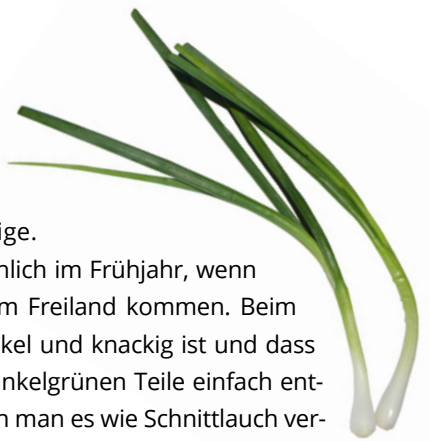 ige.
nlich im Frühjahr, wenn
m Freiland kommen. Beim
kel und knackig ist und dass
nkelgrünen Teile einfach ent-
n man es wie Schnittlauch ver-